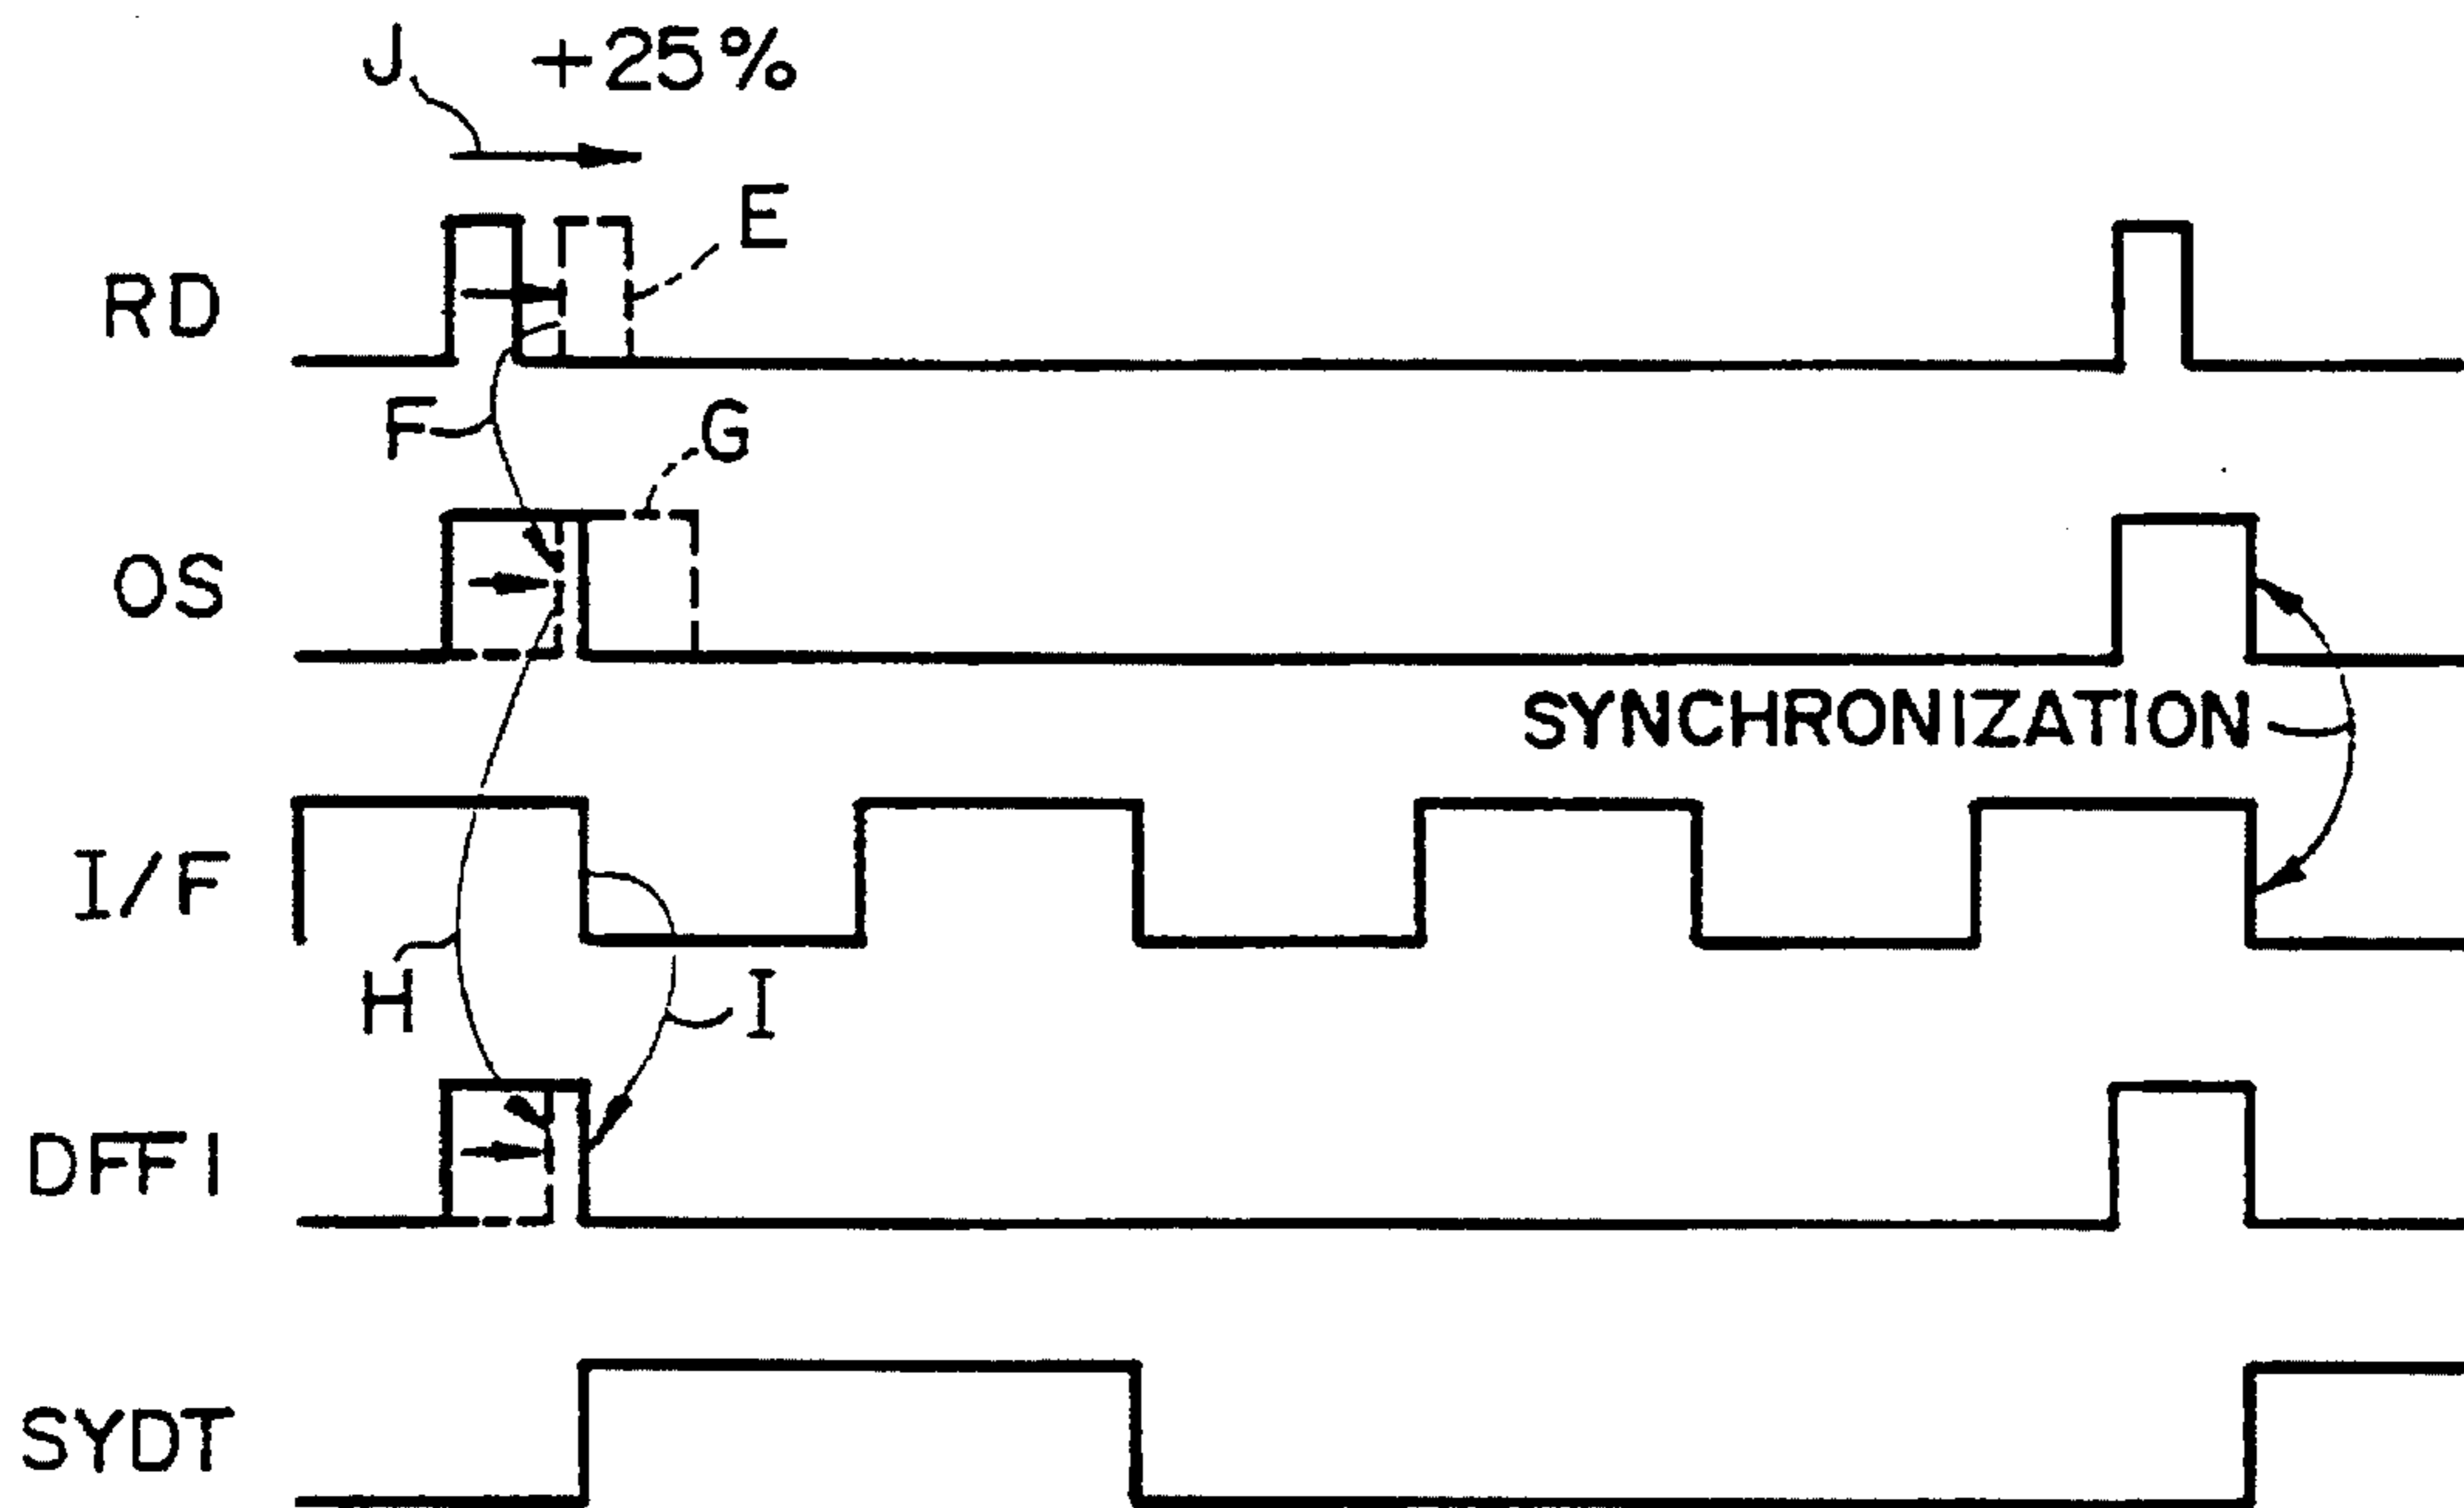 J +25%
E
RD
F
G
OS
SYNCHRONIZATION
I/F
H
I
DFF1
SYDT